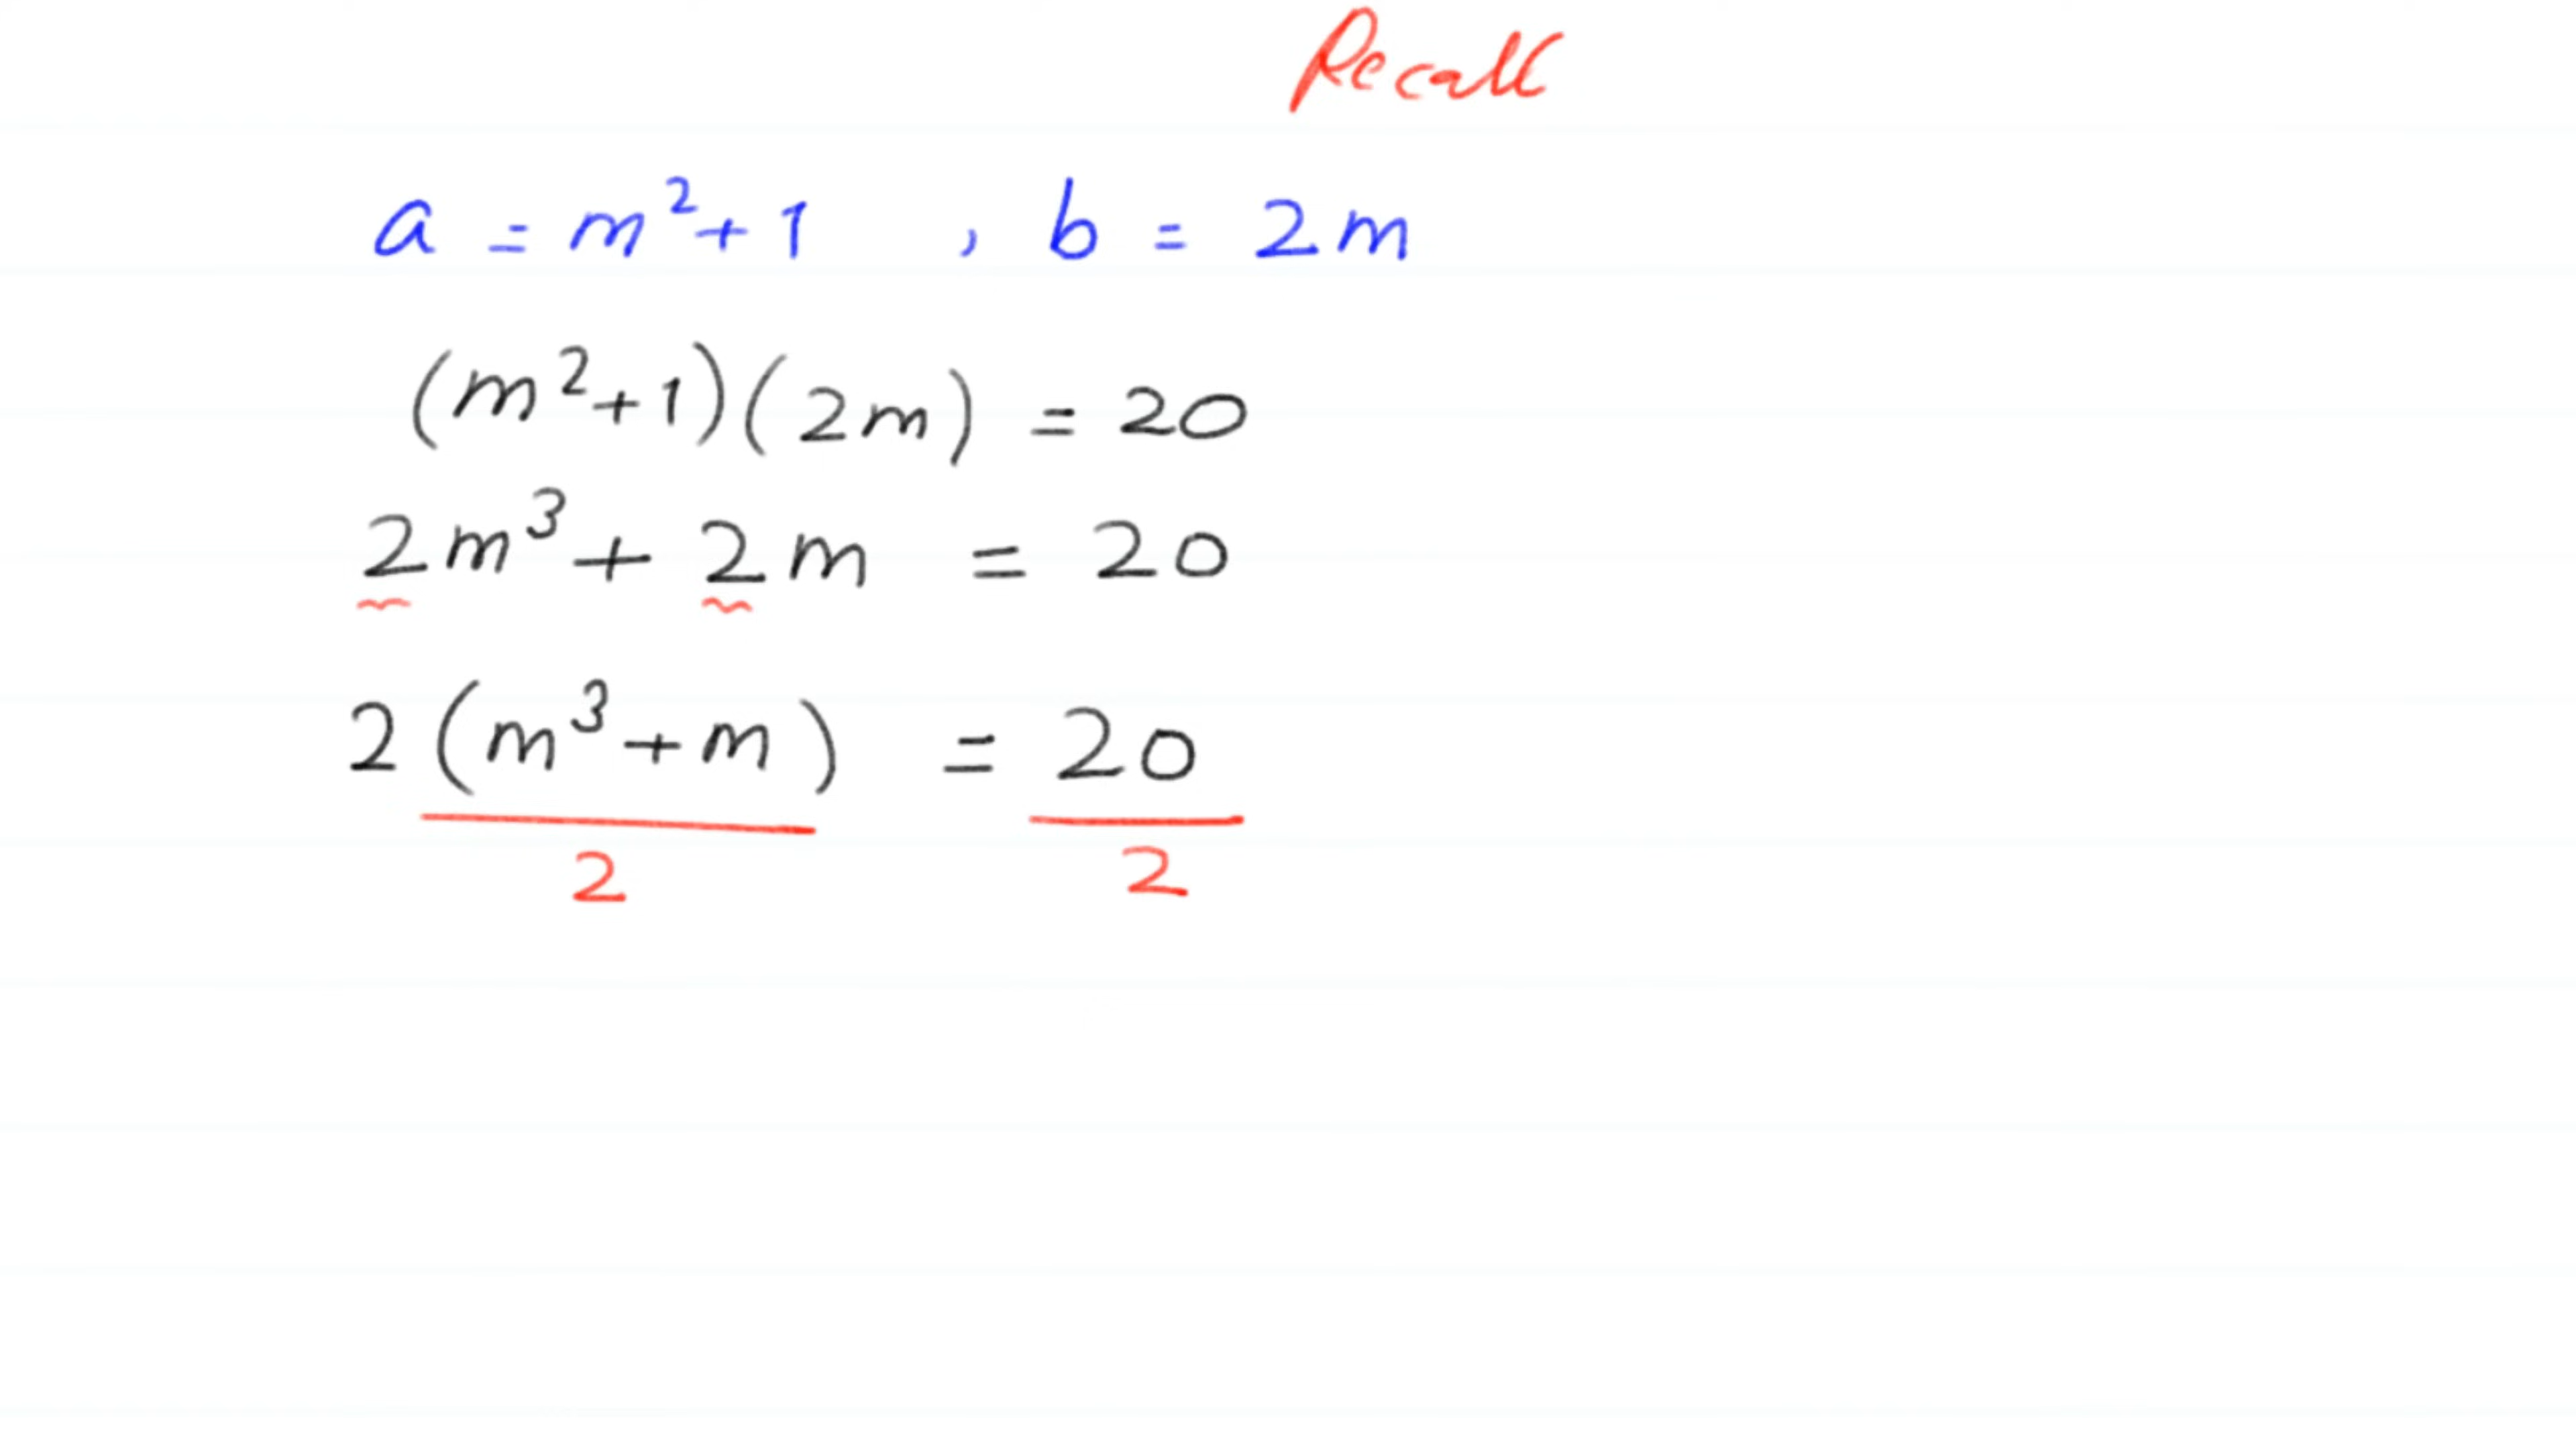 Recall
a = m²+1 , b = 2m
(m²+1)(2m) = 20
2m³ + 2m = 20
2(m³+m) = 20
2 2